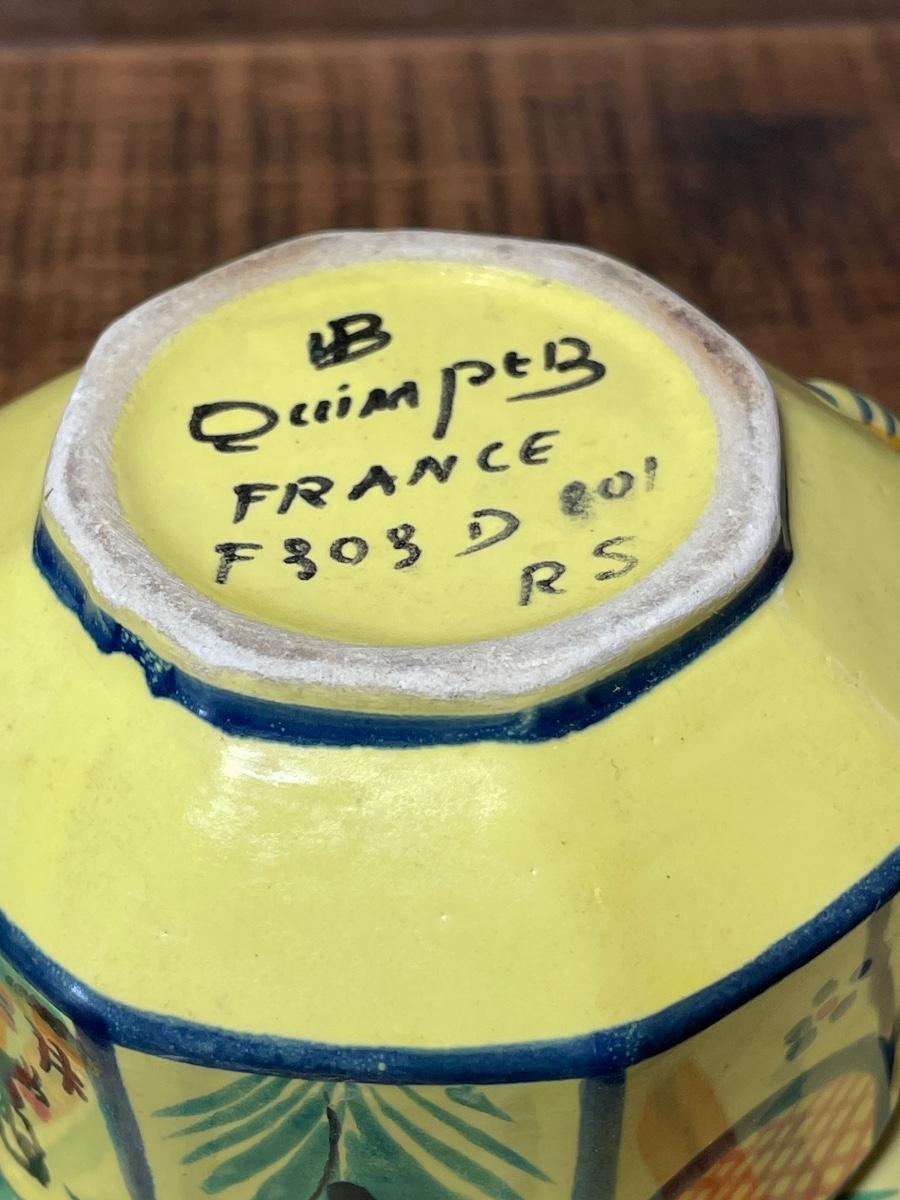 HB
QuimpER
FRANCE
F303 D 801
RS